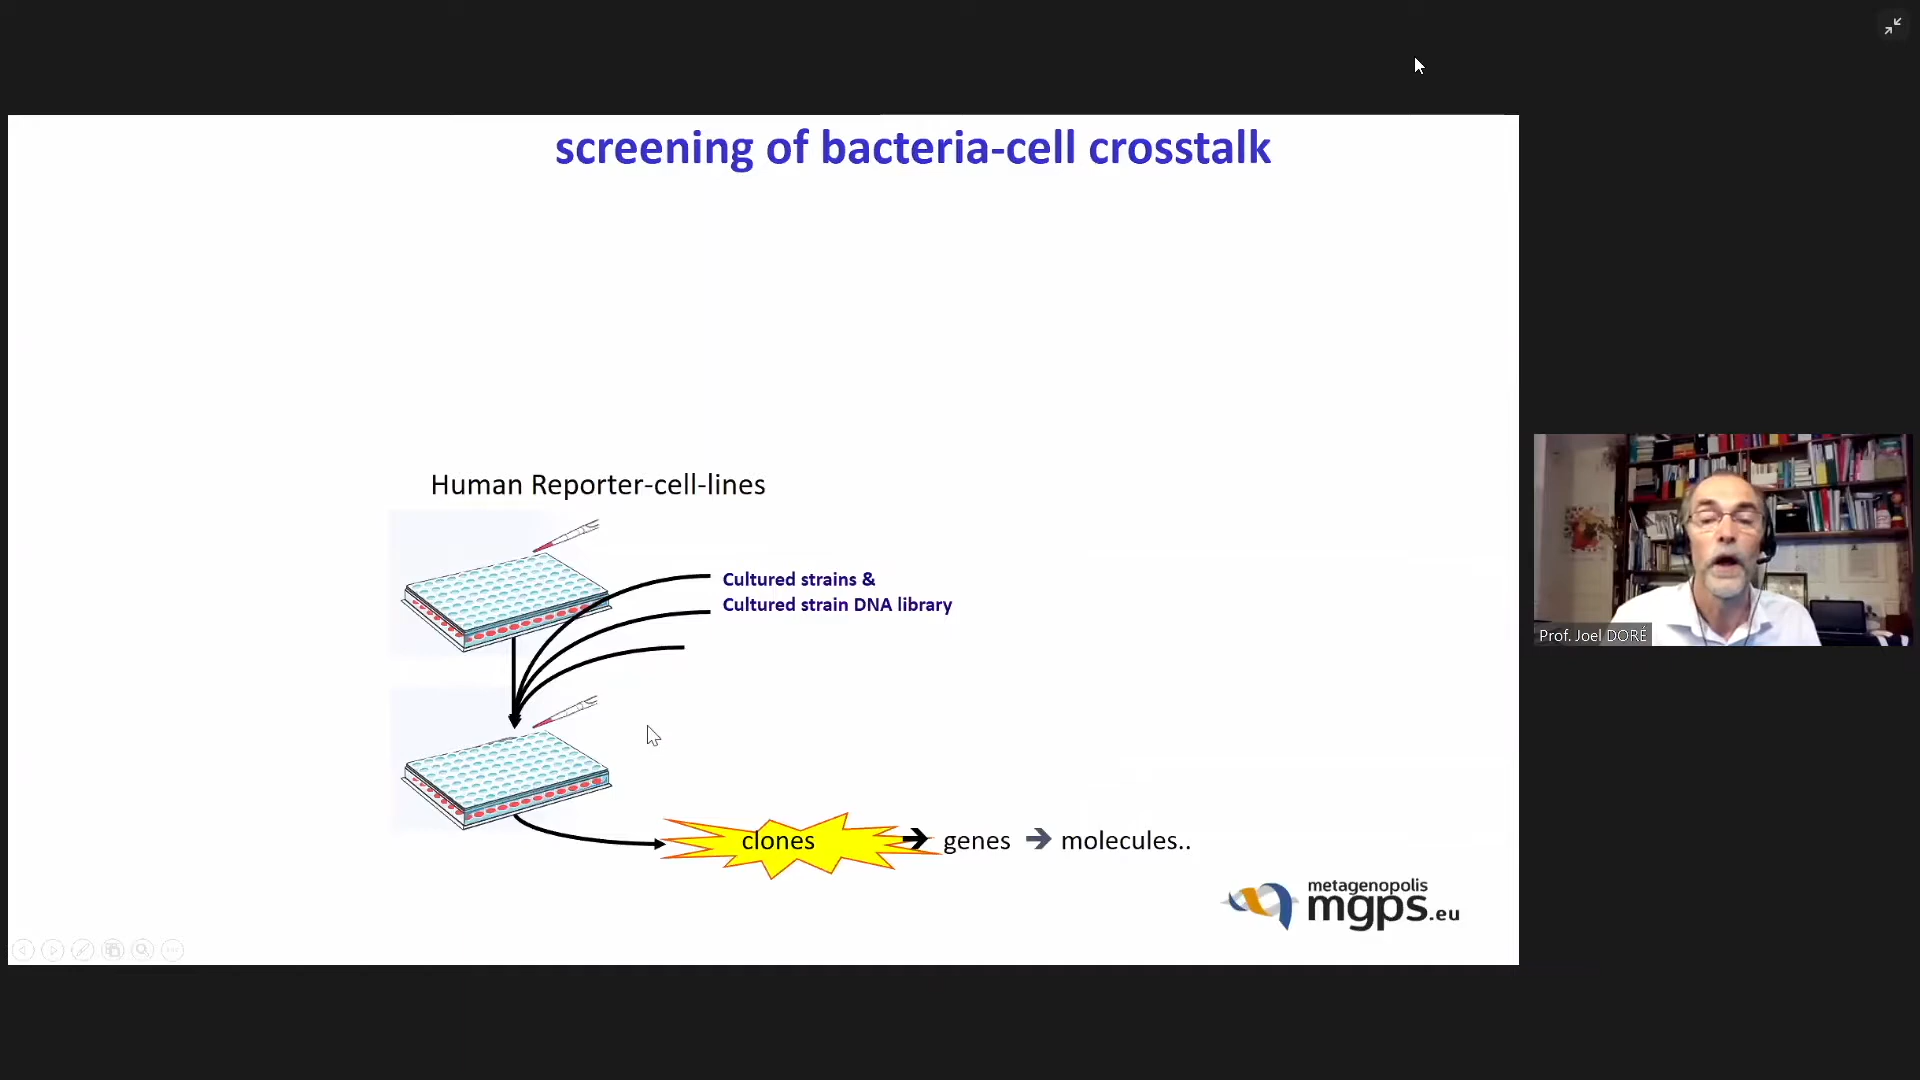 screening of bacteria-cell crosstalk
Human Reporter-cell-lines
Cultured strains &
Cultured strain DNA library
clones
genes
molecules..
metagenopolis
mgps.eu
Prof. Joel DORÉ